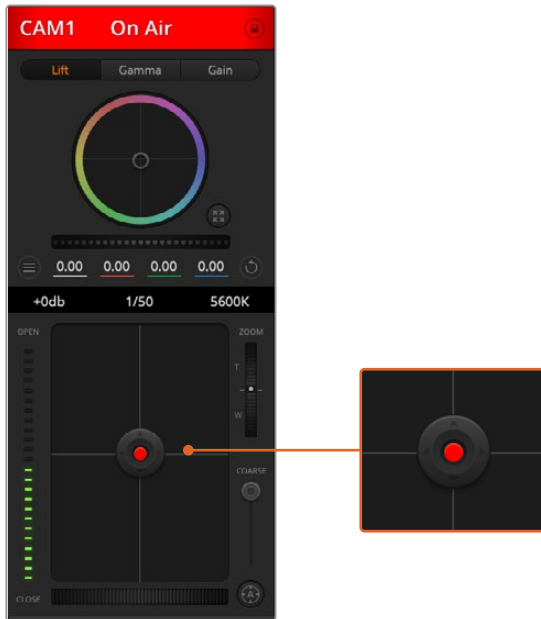 CAM1 On Air
Lift Gamma Gain
0.00 0.00 0.00 0.00
+0db 1/50 5600K
OPEN ZOOM
T
W
COARSE
A
CLOSE